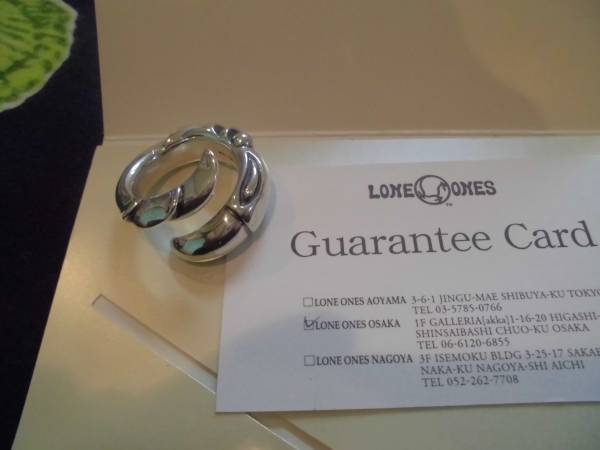 LONE ONES
TM
Guarantee Card
LONE ONES AOYAMA 3-6-1 JINGU-MAE SHIBUYA-KU TOKYO
TEL 03-5785-0766
LONE ONES OSAKA 1F GALLERIA[akka]1-16-20 HIGASHI-
SHINSAIBASHI CHUO-KU OSAKA
TEL 06-6120-6855
LONE ONES NAGOYA 3F ISEMOKU BLDG 3-25-17 SAKAE
NAKA-KU NAGOYA-SHI AICHI
TEL 052-262-7708